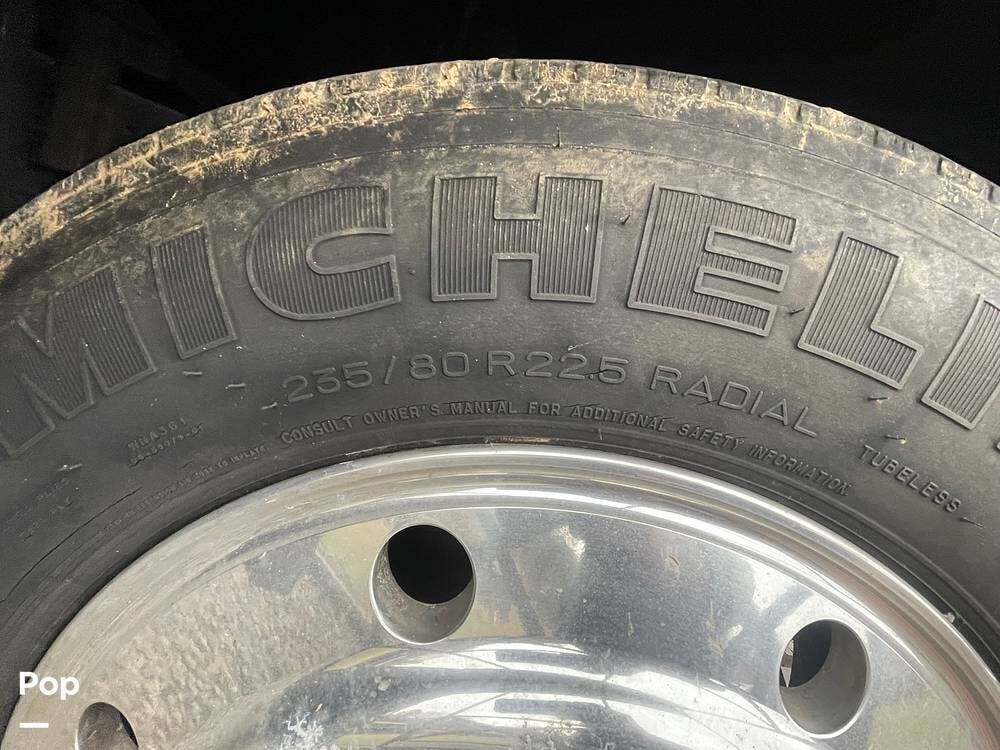 MICHELI
235/80 R22.5 RADIAL
CONSULT OWNER'S MANUAL FOR ADDITIONAL SAFETY INFORMATION
TUBELESS
Pop